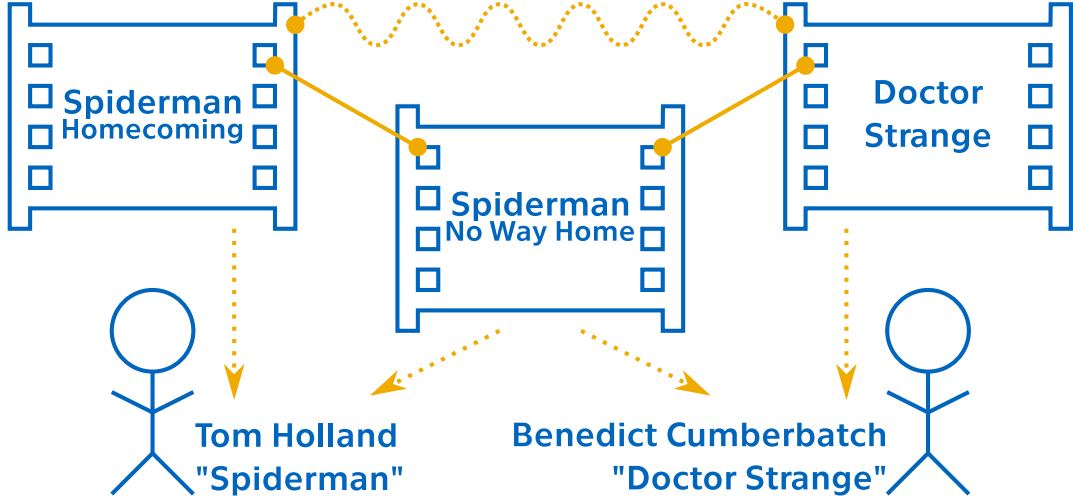 Spiderman
Homecoming
Doctor
Strange
Spiderman
No Way Home
Tom Holland
"Spiderman"
Benedict Cumberbatch
"Doctor Strange"